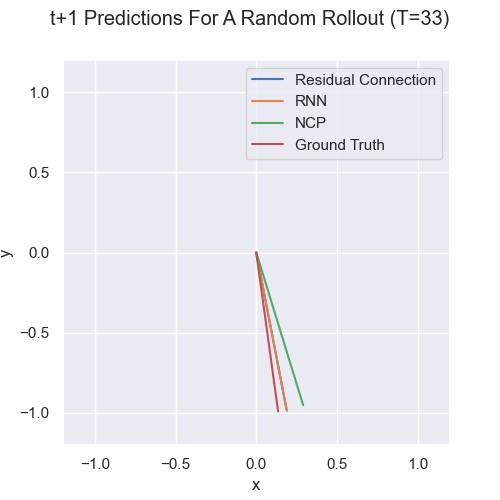 t+1 Predictions For A Random Rollout (T=33)
Residual Connection
RNN
NCP
Ground Truth
1.0
0.5
0.0
−0.5
−1.0
y
−1.0 −0.5 0.0 0.5 1.0
x